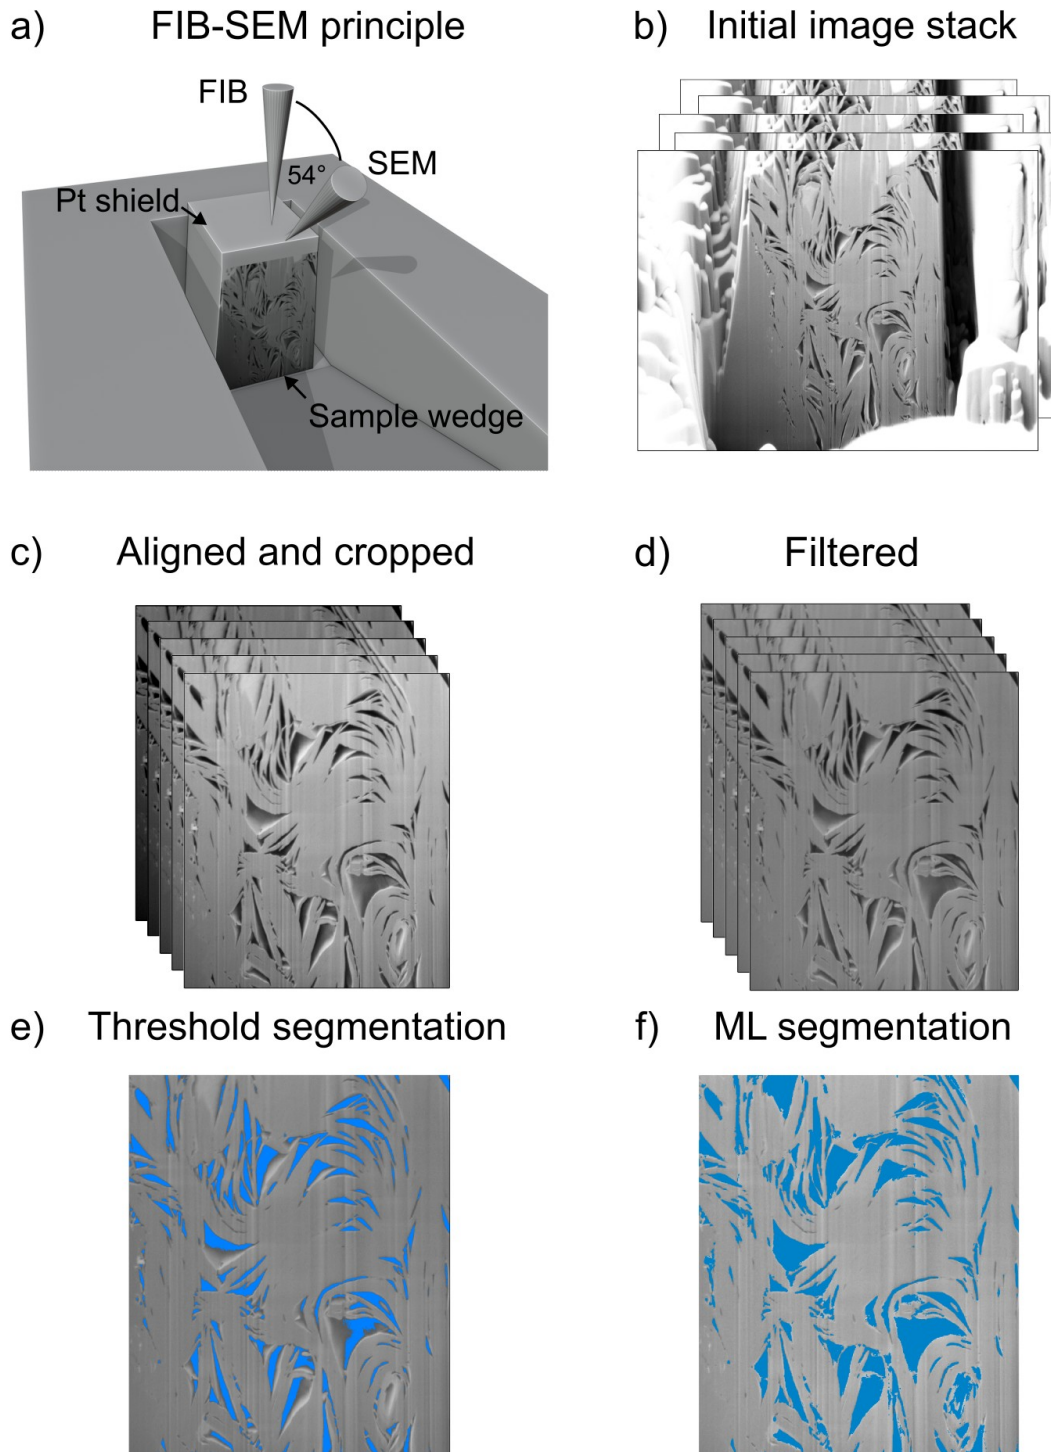 a) FIB-SEM principle
FIB
SEM
54°
Pt shield
Sample wedge
b) Initial image stack
c) Aligned and cropped
d) Filtered
e) Threshold segmentation
f) ML segmentation